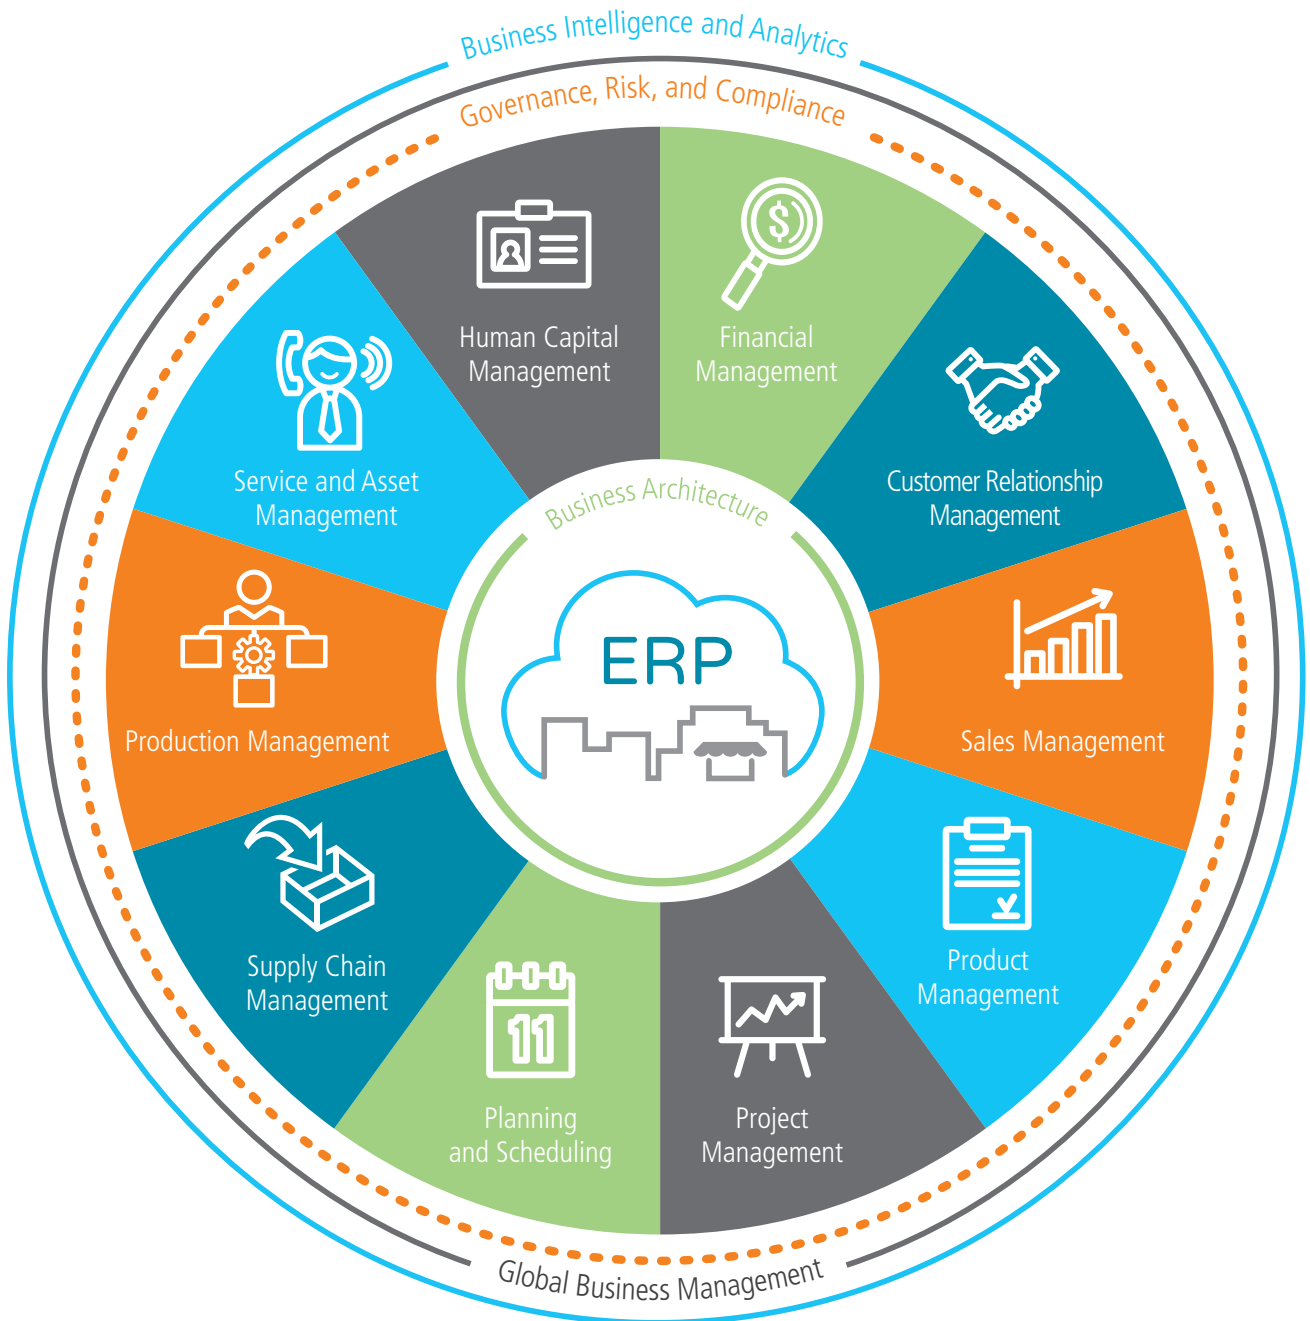 Business Intelligence and Analytics
Governance, Risk, and Compliance
$
Human Capital
Management
Financial
Management
Service and Asset
Management
Customer Relationship
Management
Business Architecture
ERP
Production Management
Sales Management
Supply Chain
Management
Product
Management
11
Planning
and Scheduling
Project
Management
Global Business Management